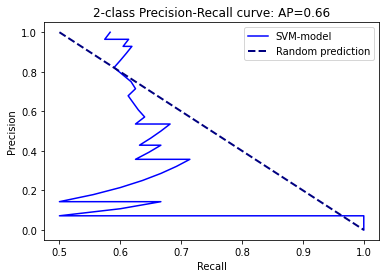 2-class Precision-Recall curve: AP=0.66
SVM-model
Random prediction
Precision
1.0
0.8
0.6
0.4
0.2
0.0
0.5 0.6 0.7 0.8 0.9 1.0
Recall